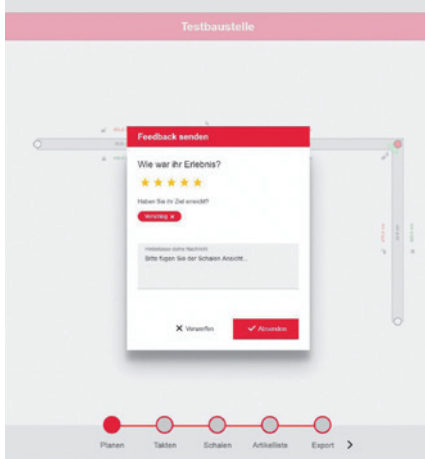 Testbaustelle
Feedback senden
Wie war ihr Erlebnis?
Haben Sie ihr Ziel erreicht?
Vorschlag x
Bitte fügen Sie der Schalen Ansicht...
Verwerfen
Absenden
Planen
Takten
Schalen
Artikelliste
Export